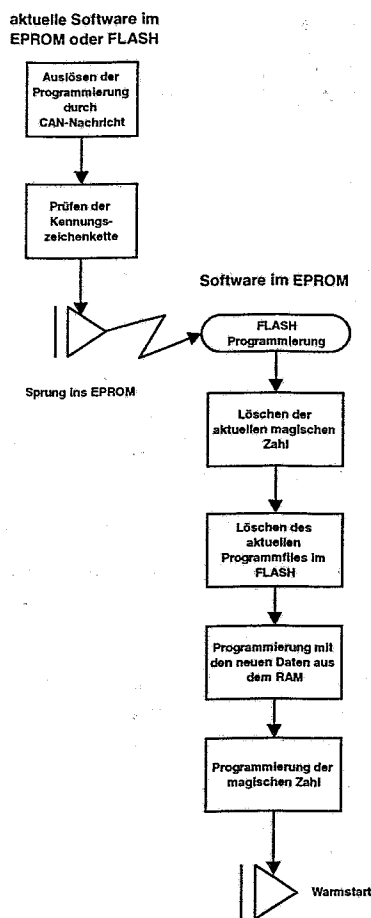 aktuelle Software im
EPROM oder FLASH
Auslösen der
Programmierung
durch
CAN-Nachricht
Prüfen der
Kennungs-
zeichenkette
Sprung ins EPROM
Software im EPROM
FLASH
Programmierung
Löschen der
aktuellen magischen
Zahl
Löschen des
aktuellen
Programmfiles im
FLASH
Programmierung mit
den neuen Daten aus
dem RAM
Programmierung der
magischen Zahl
Warmstart